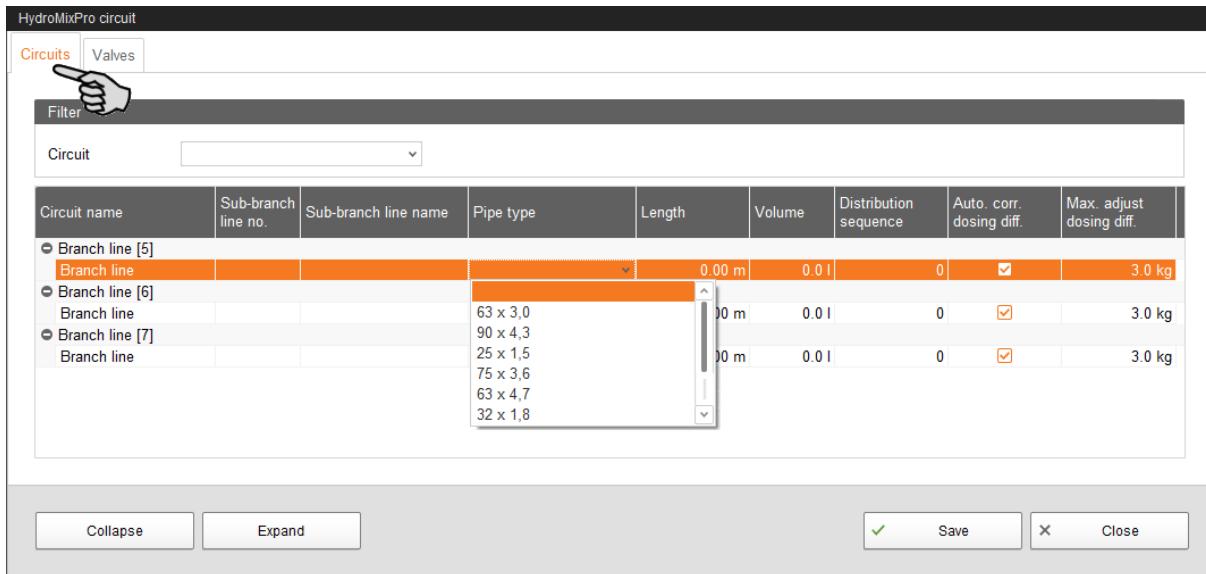 HydroMixPro circuit
Circuits Valves
Filter
Circuit
Circuit name Sub-branch line no. Sub-branch line name Pipe type Length Volume Distribution sequence Auto. corr. dosing diff. Max. adjust dosing diff.
Branch line [5]
Branch line 0.00 m 0.0 l 0 3.0 kg
Branch line [6]
63 x 3,0
Branch line 00 m 0.0 l 0 3.0 kg
90 x 4,3
Branch line [7]
25 x 1,5
Branch line 00 m 0.0 l 0 3.0 kg
75 x 3,6
63 x 4,7
32 x 1,8
Collapse Expand Save Close